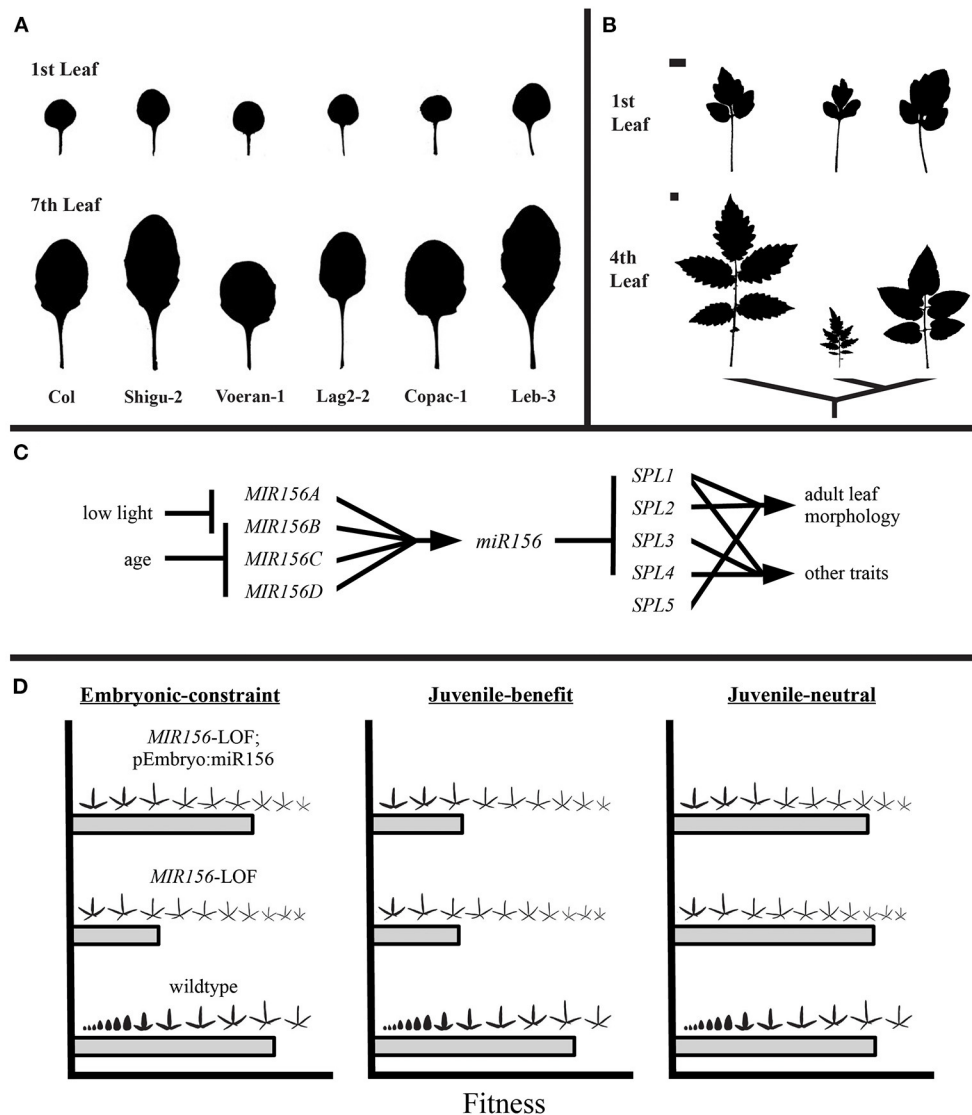 A
1st Leaf
7th Leaf
Col
Shigu-2
Voeran-1
Lag2-2
Copac-1
Leb-3
B
1st
Leaf
4th
Leaf
C
low light
age
MIR156A
MIR156B
MIR156C
MIR156D
miR156
SPL1
SPL2
SPL3
SPL4
SPL5
adult leaf
morphology
other traits
D
Embryonic-constraint
Juvenile-benefit
Juvenile-neutral
MIR156-LOF;
pEmbryo:miR156
MIR156-LOF
wildtype
Fitness